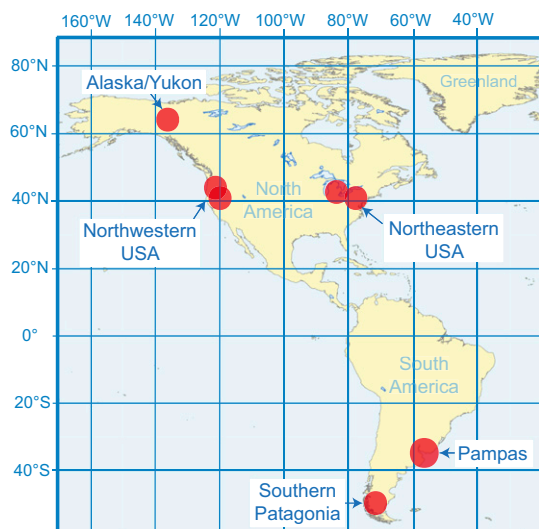 160°W 120°W 100°W 80°W 60°W 40°W
80°N
Greenland
Alaska/Yukon
60°N
North
America
40°N
Northwestern
USA
Northeastern
USA
20°N
0°
South
America
20°S
Pampas
40°S
Southern
Patagonia